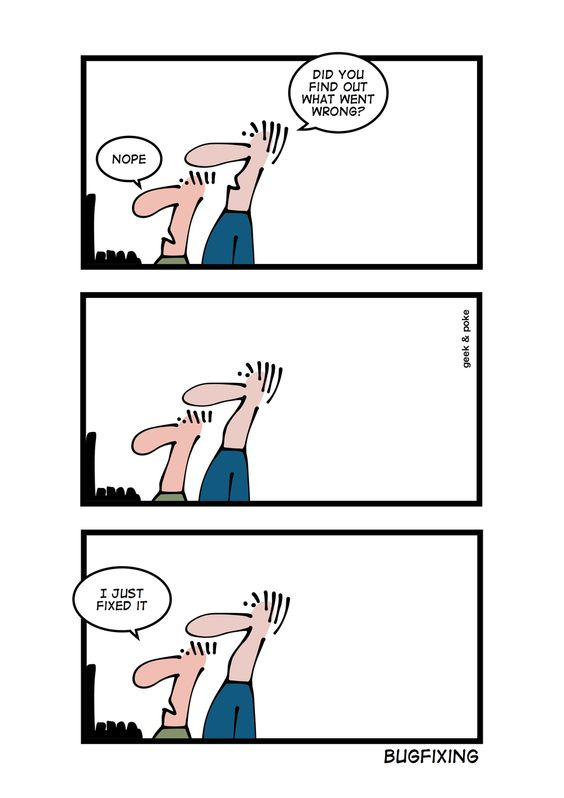 DID YOU
FIND OUT
WHAT WENT
WRONG?
NOPE
geek & poke
I JUST
FIXED IT
BUGFIXING